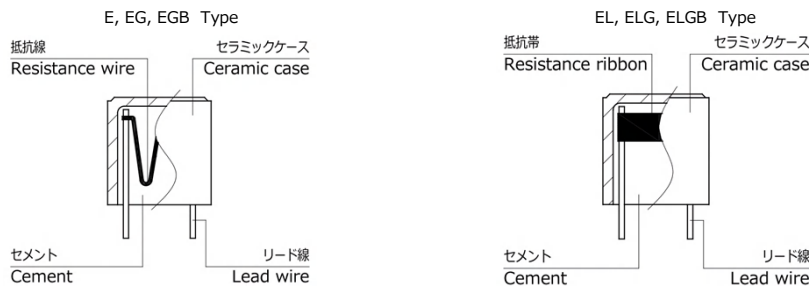 E, EG, EGB Type
抵抗線
Resistance wire
セラミックケース
Ceramic case
セメント
Cement
リード線
Lead wire
EL, ELG, ELGB Type
抵抗帯
Resistance ribbon
セラミックケース
Ceramic case
セメント
Cement
リード線
Lead wire